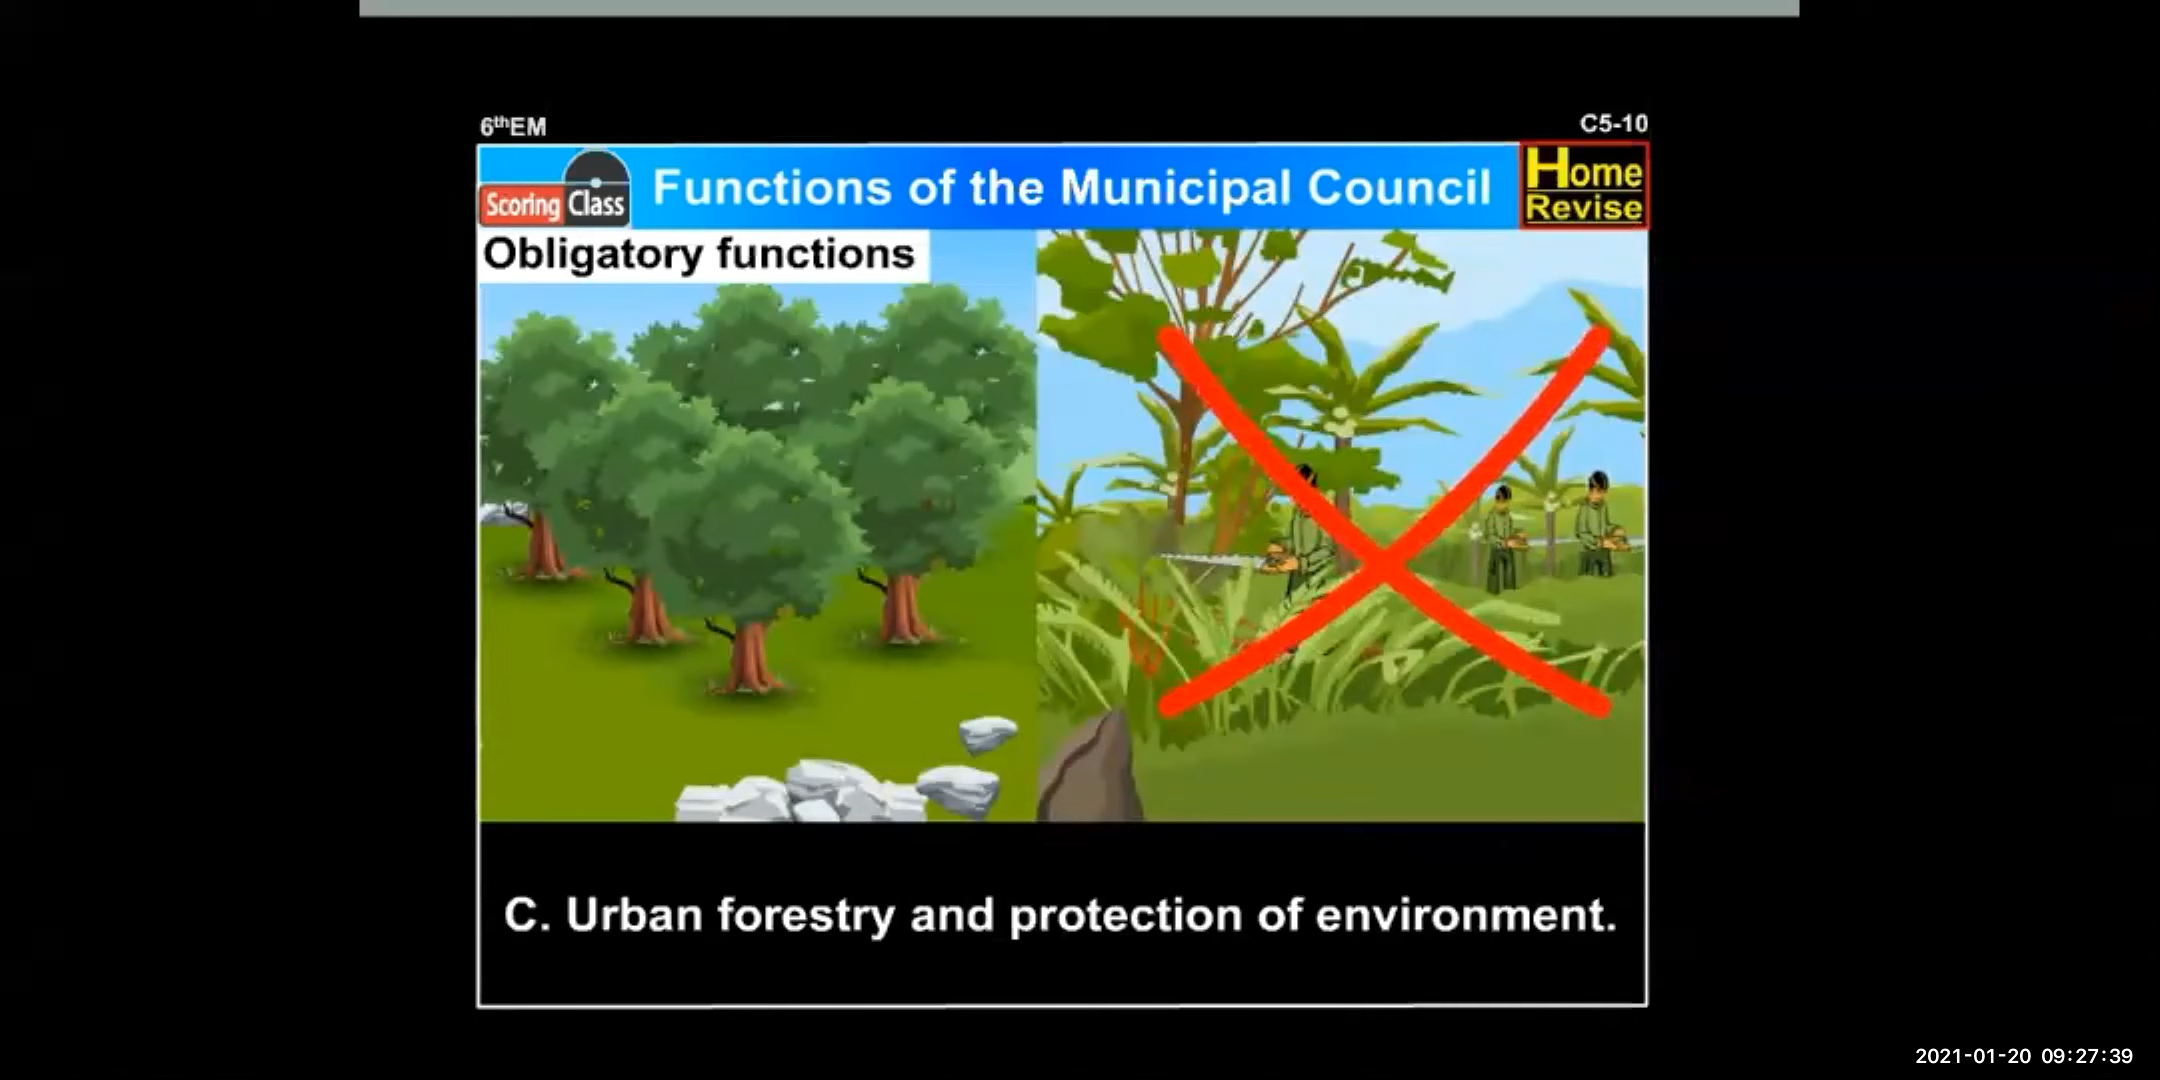 6thEM
C5-10
Scoring Class
Functions of the Municipal Council
Home
Revise
Obligatory functions
C. Urban forestry and protection of environment.
2021-01-20 09:27:39